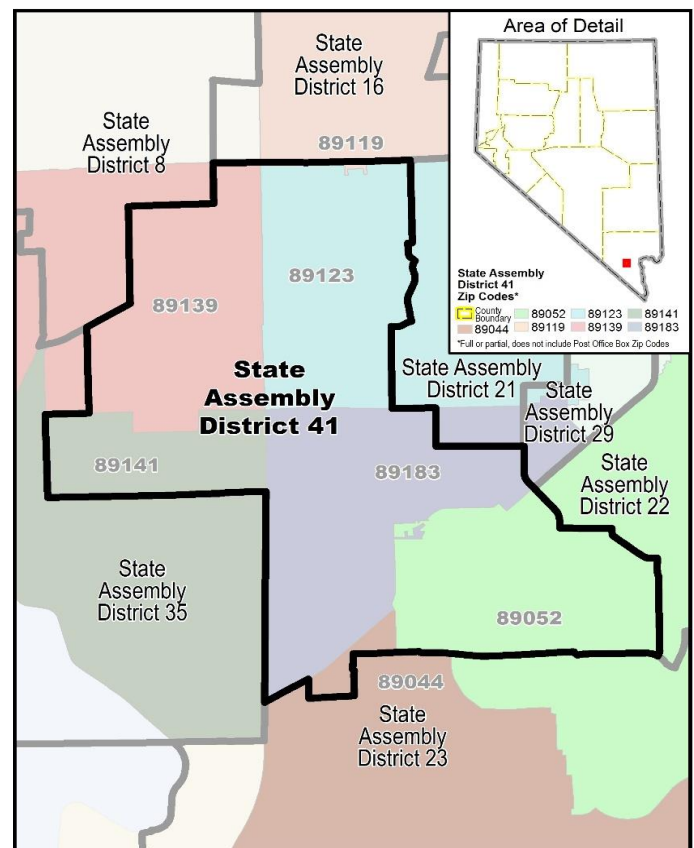 Area of Detail
State
Assembly
District 16
State
Assembly
District 8
89119
89123
89139
State Assembly
District 41
Zip Codes*
County
Boundary
89052
89123
89141
89044
89119
89139
89183
*Full or partial, does not include Post Office Box Zip Codes
State
Assembly
District 41
State Assembly
District 21
State
Assembly
District 29
89141
89183
State
Assembly
District 22
State
Assembly
District 35
89052
89044
State
Assembly
District 23